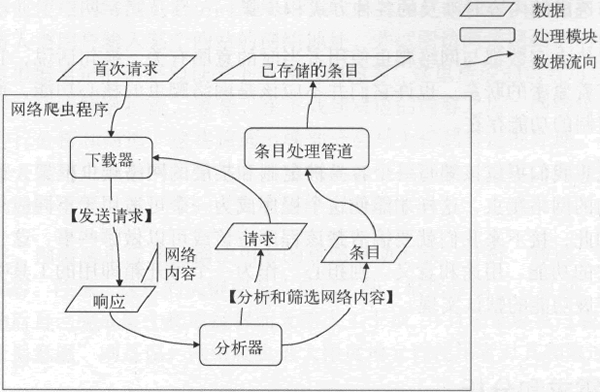 数据
处理模块
数据流向
首次请求
已存储的条目
网络爬虫程序
下载器
条目处理管道
【发送请求】
请求
条目
网络
内容
响应
【分析和筛选网络内容】
分析器